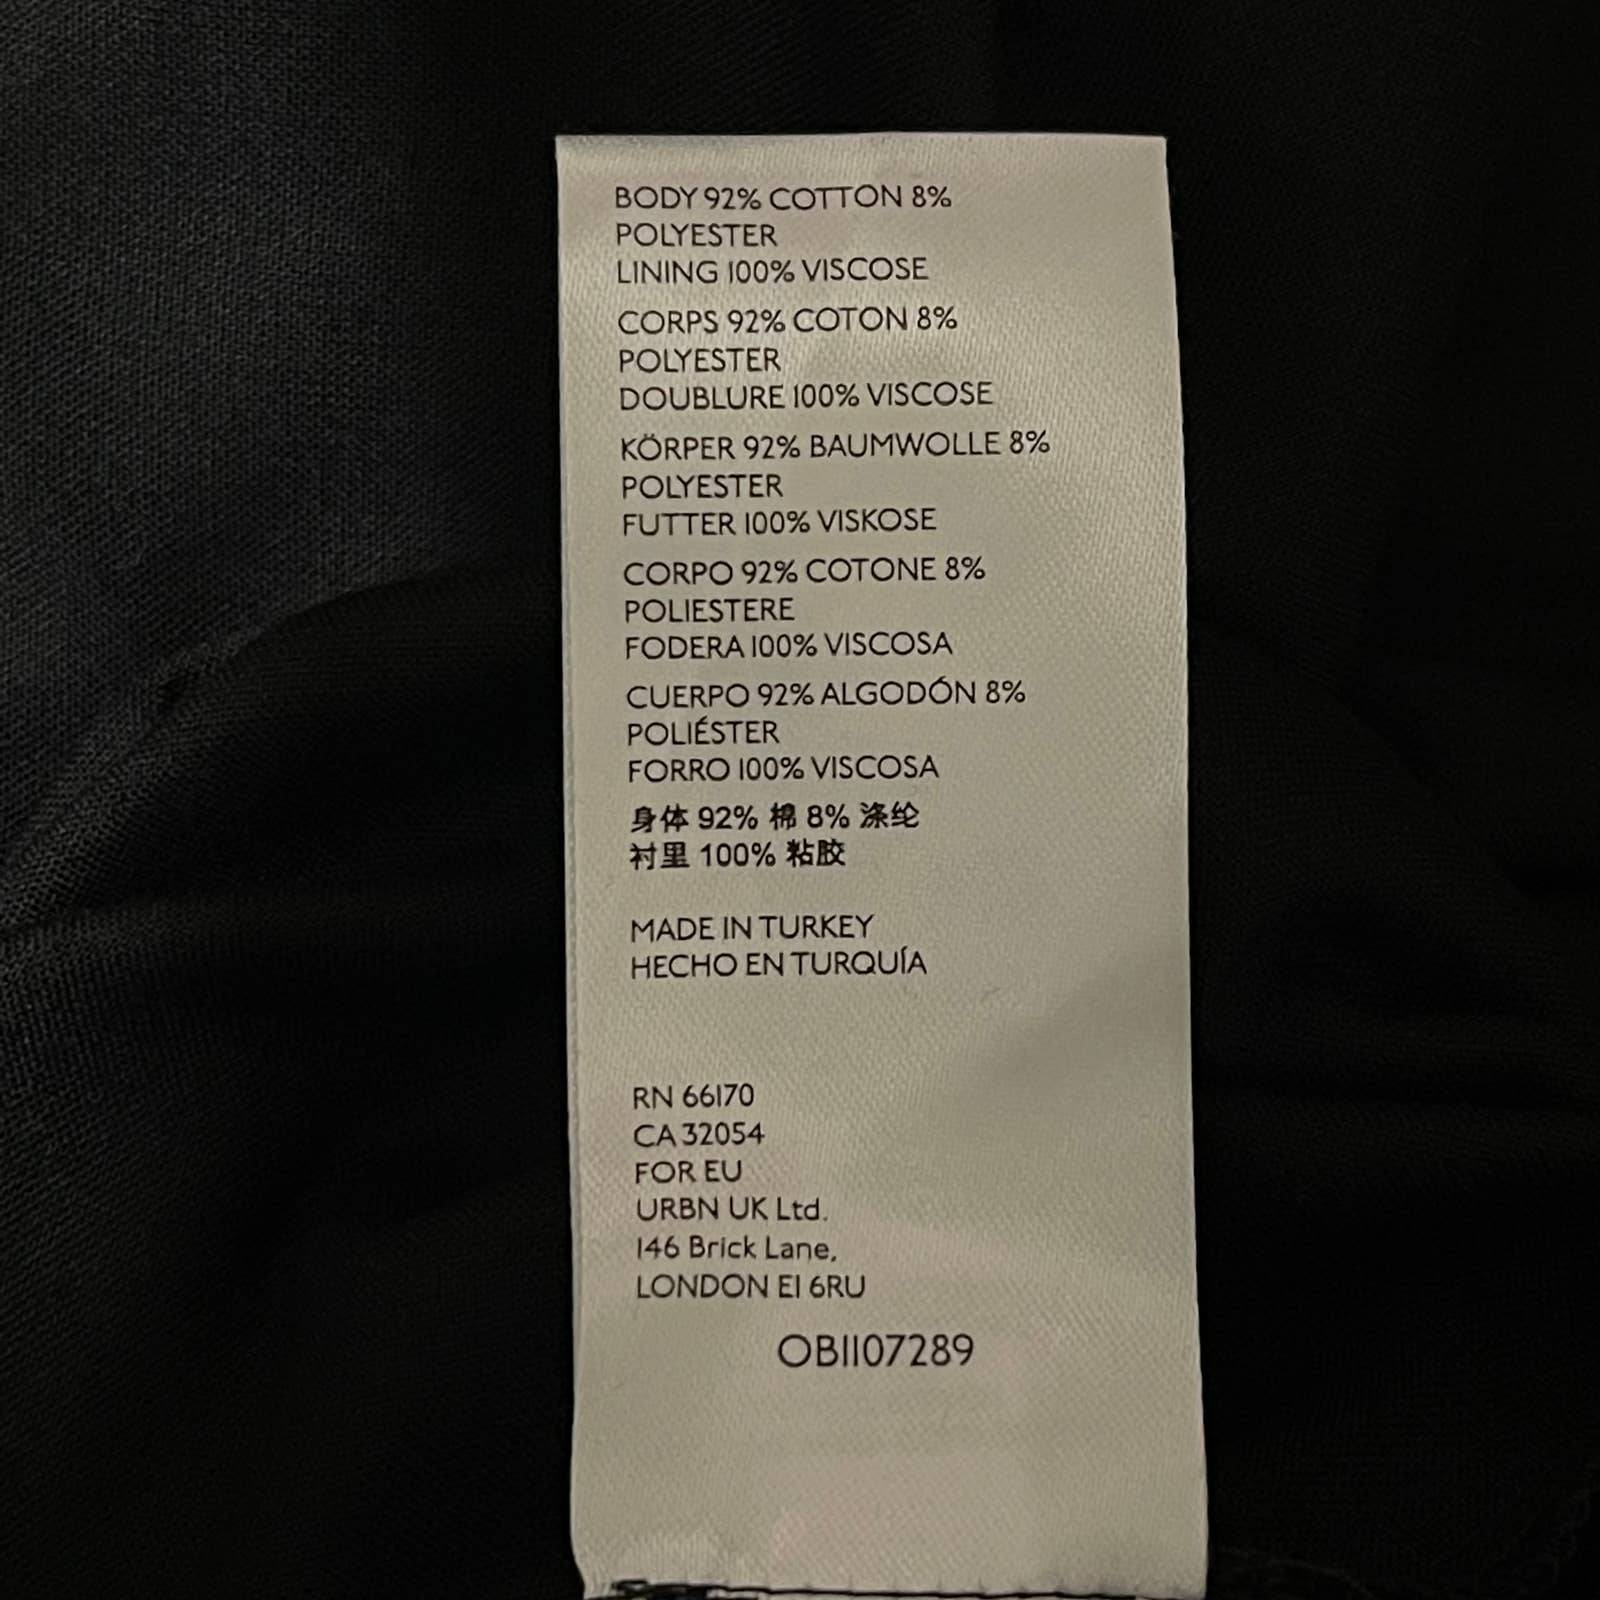 BODY 92% COTTON 8%
POLYESTER
LINING 100% VISCOSE
CORPS 92% COTON 8%
POLYESTER
DOUBLURE 100% VISCOSE
KÖRPER 92% BAUMWOLLE 8%
POLYESTER
FUTTER 100% VISKOSE
CORPO 92% COTONE 8%
POLIESTERE
FODERA 100% VISCOSA
CUERPO 92% ALGODÓN 8%
POLIÉSTER
FORRO 100% VISCOSA
身体 92% 棉 8% 涤纶
衬里 100% 粘胶
MADE IN TURKEY
HECHO EN TURQUÍA
RN 66170
CA 32054
FOR EU
URBN UK Ltd.
146 Brick Lane,
LONDON E1 6RU
OB1107289